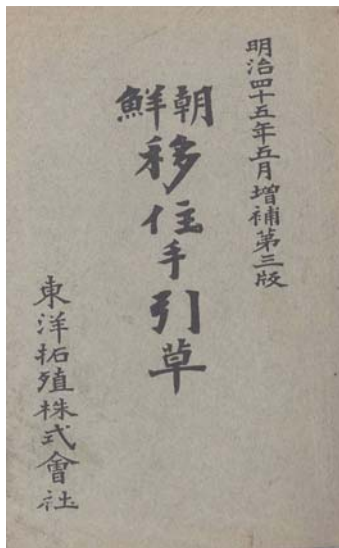 明治四十五年五月増補第三版
朝鮮
移住手引草
東洋拓殖株式會社